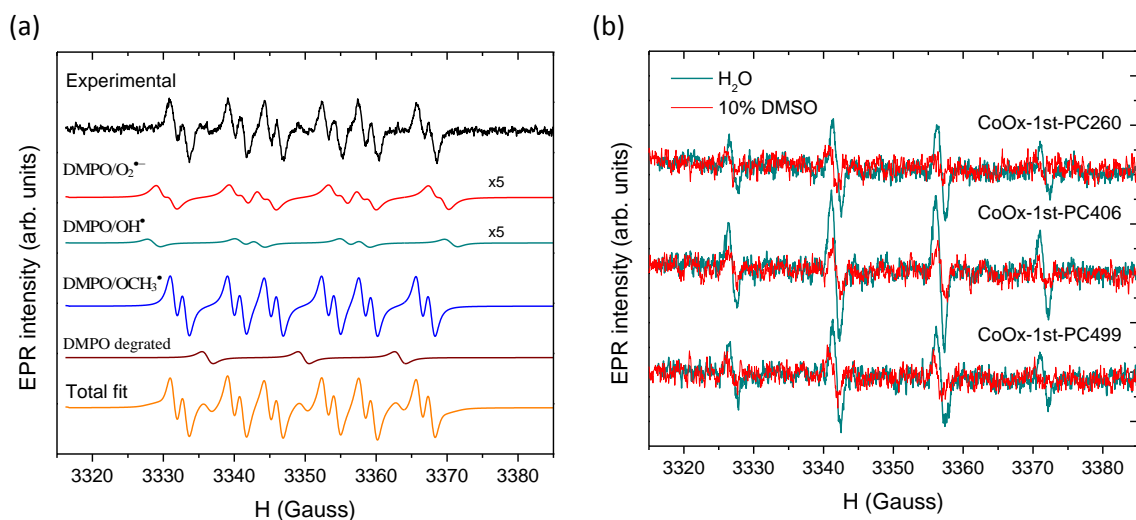 (a)
Experimental
DMPO/O₂•−
x5
DMPO/OH•
x5
DMPO/OCH₃•
DMPO degrated
Total fit
EPR intensity (arb. units)
3320 3330 3340 3350 3360 3370 3380
H (Gauss)
(b)
H₂O
10% DMSO
CoOx-1st-PC260
CoOx-1st-PC406
CoOx-1st-PC499
EPR intensity (arb. units)
3320 3330 3340 3350 3360 3370 3380
H (Gauss)